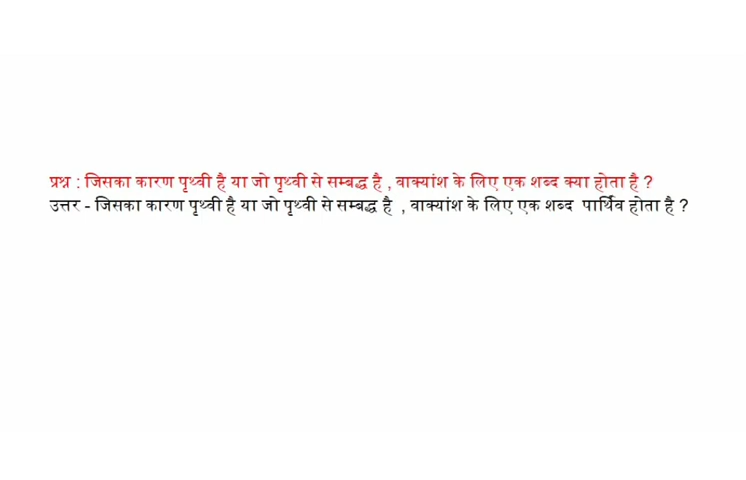 प्रश्न : जिसका कारण पृथ्वी है या जो पृथ्वी से सम्बद्ध है , वाक्यांश के लिए एक शब्द क्या होता है ?
उत्तर - जिसका कारण पृथ्वी है या जो पृथ्वी से सम्बद्ध है , वाक्यांश के लिए एक शब्द पार्थिव होता है ?